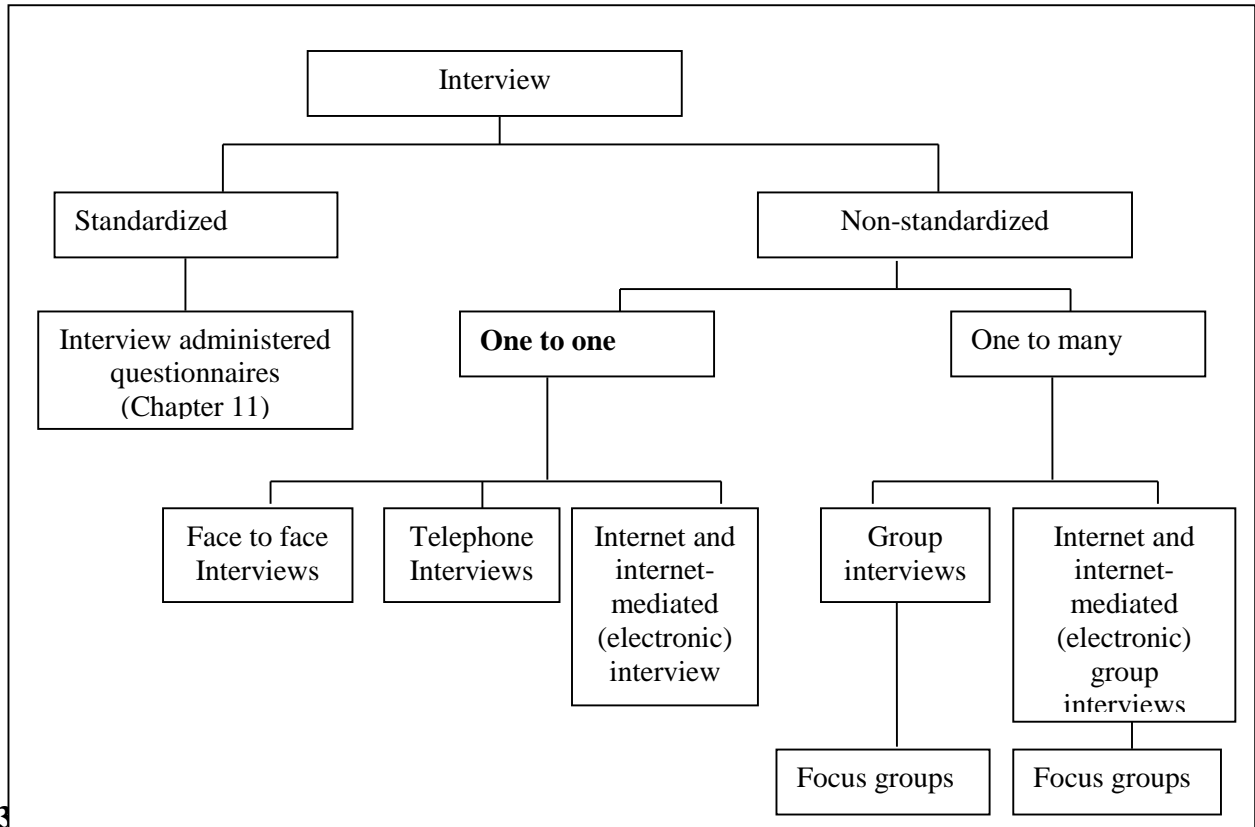 Interview
Standardized
Non-standardized
Interview administered
questionnaires
(Chapter 11)
One to one
One to many
Face to face
Interviews
Telephone
Interviews
Internet and
internet-
mediated
(electronic)
interview
Group
interviews
Internet and
internet-
mediated
(electronic)
group
interviews
Focus groups
Focus groups
3